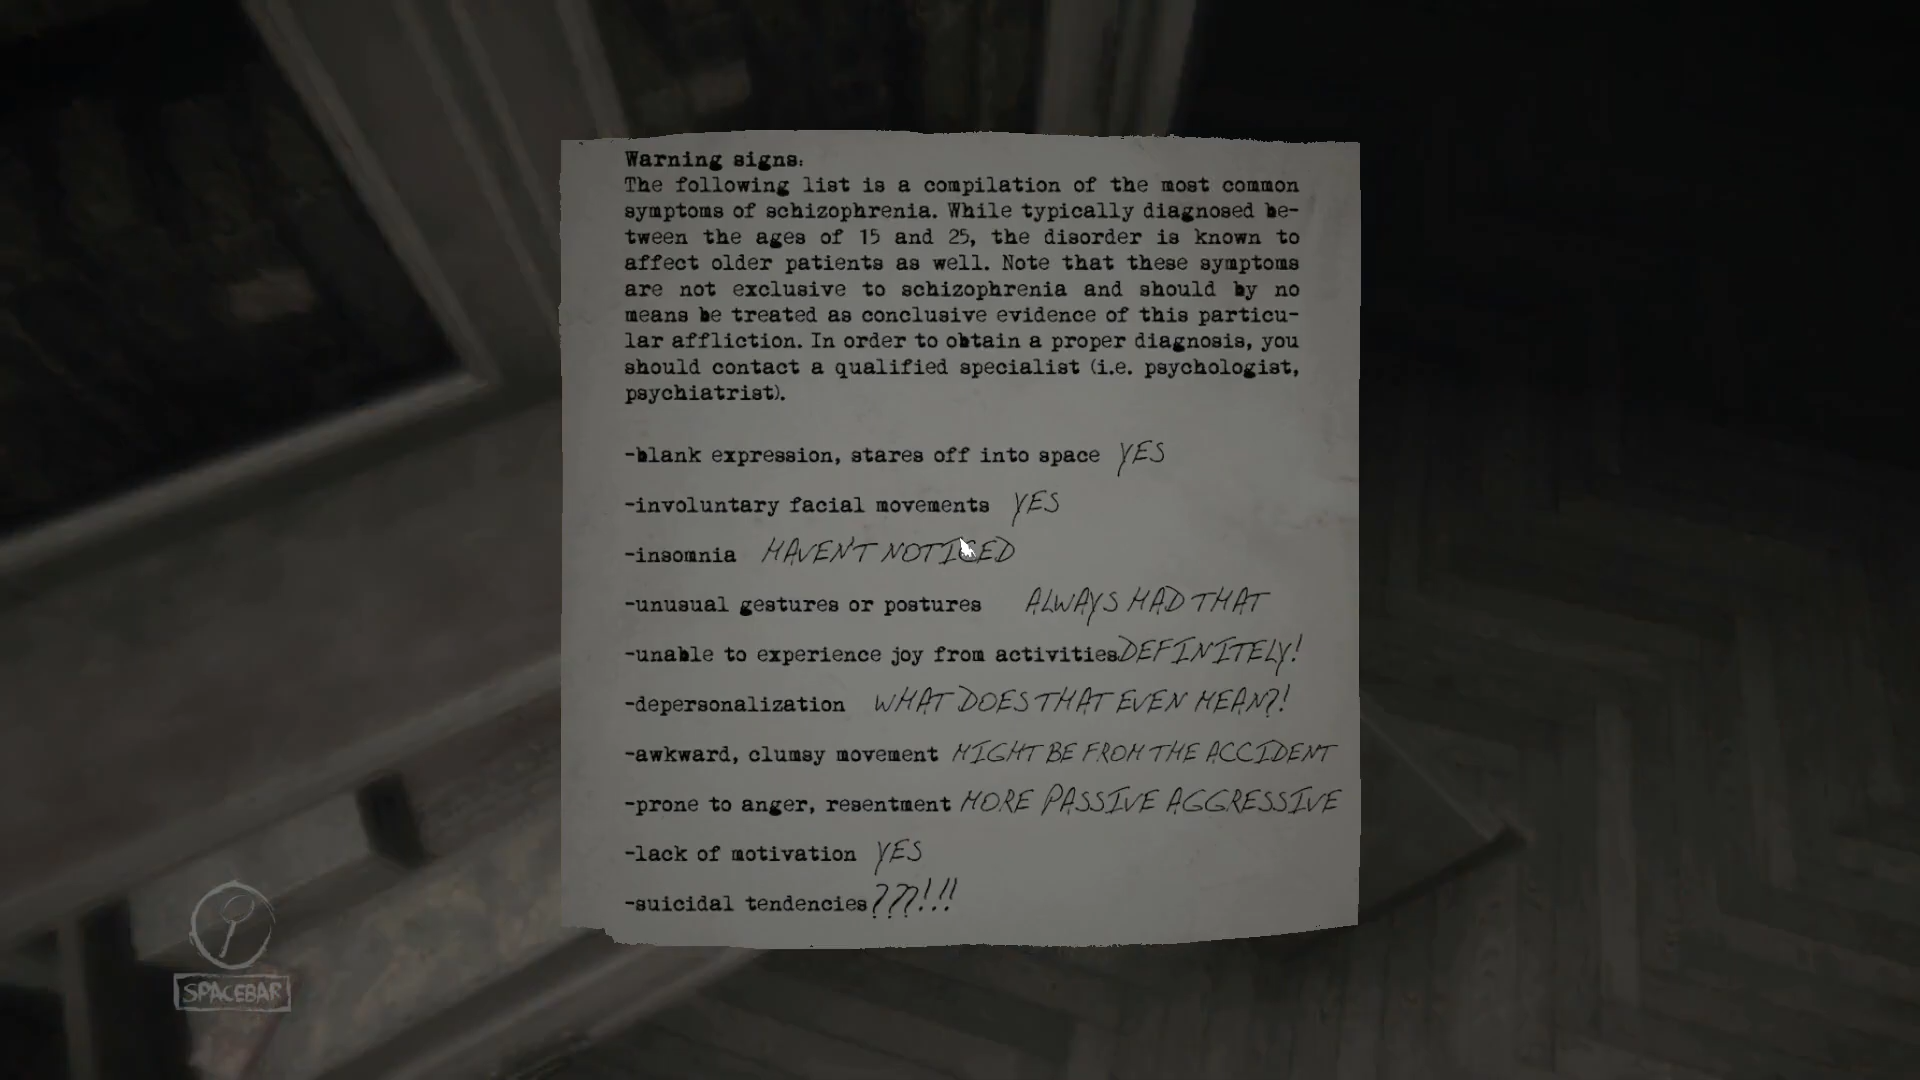 Warning signs:
The following list is a compilation of the most common
symptoms of schizophrenia. While typically diagnosed be-
tween the ages of 15 and 25, the disorder is known to
affect older patients as well. Note that these symptoms
are not exclusive to schizophrenia and should by no
means be treated as conclusive evidence of this particu-
lar affliction. In order to obtain a proper diagnosis, you
should contact a qualified specialist (i.e. psychologist,
psychiatrist).
-blank expression, stares off into space YES
-involuntary facial movements YES
-insomnia HAVEN'T NOTICED
-unusual gestures or postures ALWAYS HAD THAT
-unable to experience joy from activities DEFINITELY!
-depersonalization WHAT DOES THAT EVEN MEAN?!
-awkward, clumsy movement MIGHT BE FROM THE ACCIDENT
-prone to anger, resentment MORE PASSIVE AGGRESSIVE
-lack of motivation YES
-suicidal tendencies ???!!!
SPACEBAR